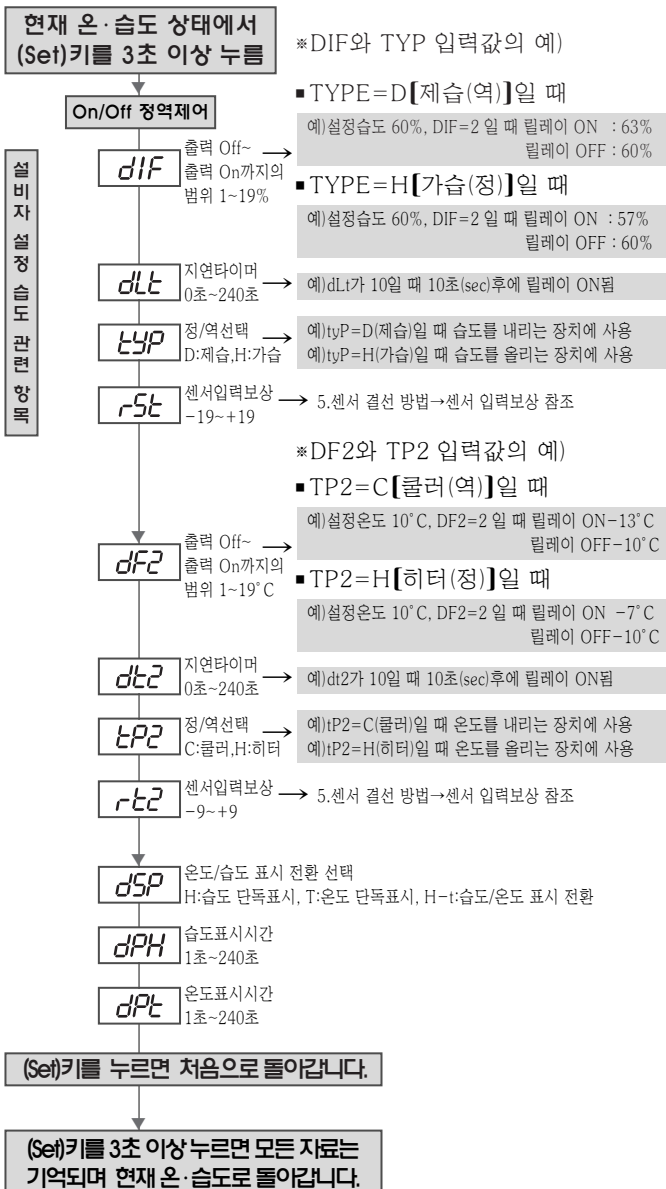 현재 온·습도 상태에서
(Set)키를 3초 이상 누름
On/Off 정역제어
설비자 설정 습도 관련 항목
※DIF와 TYP 입력값의 예)
▪TYPE=D[제습(역)]일 때
dIF
출력 Off~
출력 On까지의
범위 1~19%
예)설정습도 60%, DIF=2 일 때 릴레이 ON : 63%
릴레이 OFF : 60%
▪TYPE=H[가습(정)]일 때
예)설정습도 60%, DIF=2 일 때 릴레이 ON : 57%
릴레이 OFF : 60%
dLt
지연타이머
0초~240초
예)dLt가 10일 때 10초(sec)후에 릴레이 ON됨
tYP
정/역선택
D:제습,H:가습
예)tyP=D(제습)일 때 습도를 내리는 장치에 사용
예)tyP=H(가습)일 때 습도를 올리는 장치에 사용
rSt
센서입력보상
-19~+19
5.센서 결선 방법→센서 입력보상 참조
※DF2와 TP2 입력값의 예)
▪TP2=C[쿨러(역)]일 때
dF2
출력 Off~
출력 On까지의
범위 1~19°C
예)설정온도 10°C, DF2=2 일 때 릴레이 ON-13°C
릴레이 OFF-10°C
▪TP2=H[히터(정)]일 때
예)설정온도 10°C, DF2=2 일 때 릴레이 ON -7°C
릴레이 OFF-10°C
dt2
지연타이머
0초~240초
예)dt2가 10일 때 10초(sec)후에 릴레이 ON됨
tP2
정/역선택
C:쿨러,H:히터
예)tP2=C(쿨러)일 때 온도를 내리는 장치에 사용
예)tP2=H(히터)일 때 온도를 올리는 장치에 사용
rt2
센서입력보상
-9~+9
5.센서 결선 방법→센서 입력보상 참조
dSP
온도/습도 표시 전환 선택
H:습도 단독표시, T:온도 단독표시, H-t:습도/온도 표시 전환
dPH
습도표시시간
1초~240초
dPt
온도표시시간
1초~240초
(Set)키를 누르면 처음으로 돌아갑니다.
(Set)키를 3초 이상 누르면 모든 자료는
기억되며 현재 온·습도로 돌아갑니다.